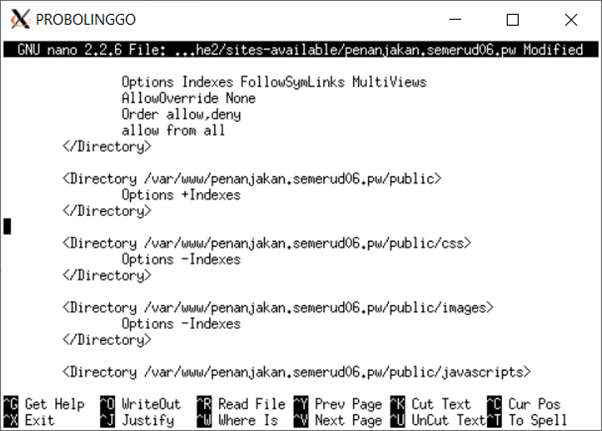 PROBOLINGGO
GNU nano 2.2.6 File: ...he2/sites-available/penanjakan.semerud06.pw Modified
Options Indexes FollowSymLinks MultiViews
AllowOverride None
Order allow,deny
allow from all
</Directory>
<Directory /var/www/penanjakan.semerud06.pw/public>
Options +Indexes
</Directory>
<Directory /var/www/penanjakan.semerud06.pw/public/css>
Options -Indexes
</Directory>
<Directory /var/www/penanjakan.semerud06.pw/public/images>
Options -Indexes
</Directory>
<Directory /var/www/penanjakan.semerud06.pw/public/javascripts>
^G Get Help ^O WriteOut ^R Read File ^Y Prev Page ^K Cut Text ^C Cur Pos
^X Exit ^J Justify ^W Where Is ^V Next Page ^U UnCut Text ^T To Spell